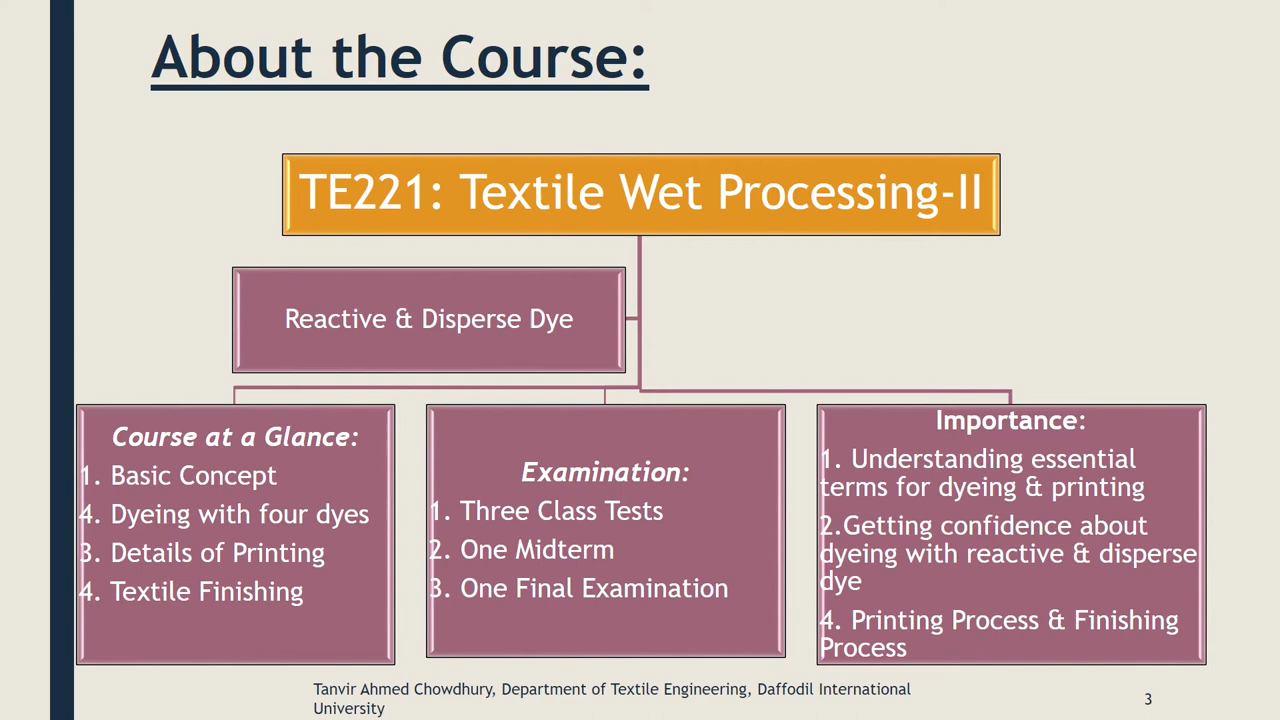 About the Course:
TE221: Textile Wet Processing-II
Reactive & Disperse Dye
Course at a Glance:
1. Basic Concept
4. Dyeing with four dyes
3. Details of Printing
4. Textile Finishing
Examination:
1. Three Class Tests
2. One Midterm
3. One Final Examination
Importance:
1. Understanding essential
terms for dyeing & printing
2.Getting confidence about
dyeing with reactive & disperse
dye
4. Printing Process & Finishing
Process
Tanvir Ahmed Chowdhury, Department of Textile Engineering, Daffodil International
University
3